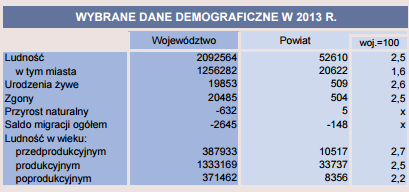 WYBRANE DANE DEMOGRAFICZNE W 2013 R.
Województwo Powiat woj.=100
Ludność 2092564 52610 2,5
w tym miasta 1256282 20622 1,6
Urodzenia żywe 19853 509 2,6
Zgony 20485 504 2,5
Przyrost naturalny -632 5 x
Saldo migracji ogółem -2645 -148 x
Ludność w wieku:
przedprodukcyjnym 387933 10517 2,7
produkcyjnym 1333169 33737 2,5
poprodukcyjnym 371462 8356 2,2